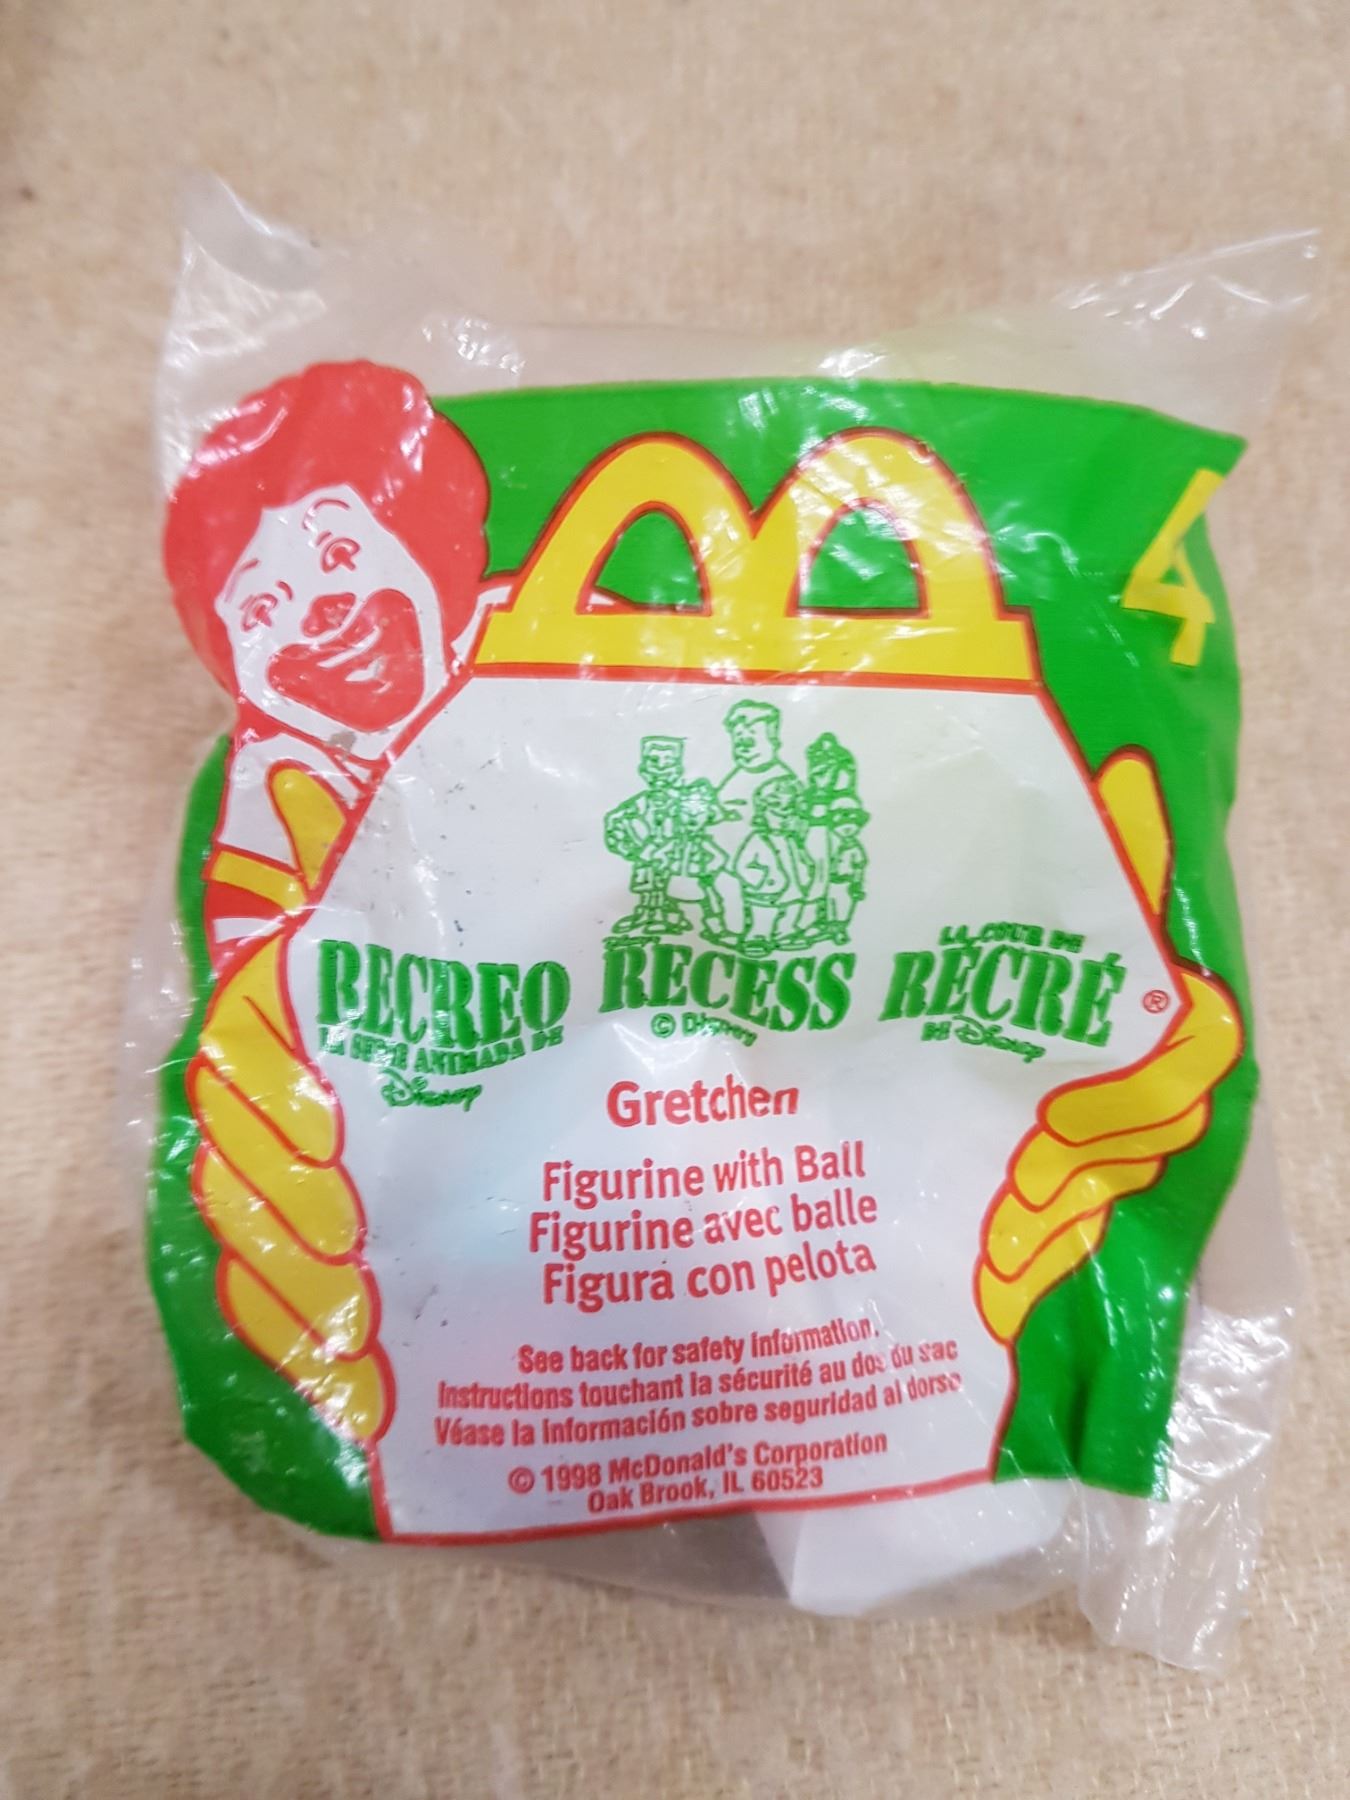 4
RECREO
LA SERIE ANIMADA DE
Disney
Disney's
RECESS
© Disney
LA COUR DE
RÉCRÉ ®
DE Disney
Gretchen
Figurine with Ball
Figurine avec balle
Figura con pelota
See back for safety information.
Instructions touchant la sécurité au dos du sac
Véase la información sobre seguridad al dorso
© 1998 McDonald's Corporation
Oak Brook, IL 60523